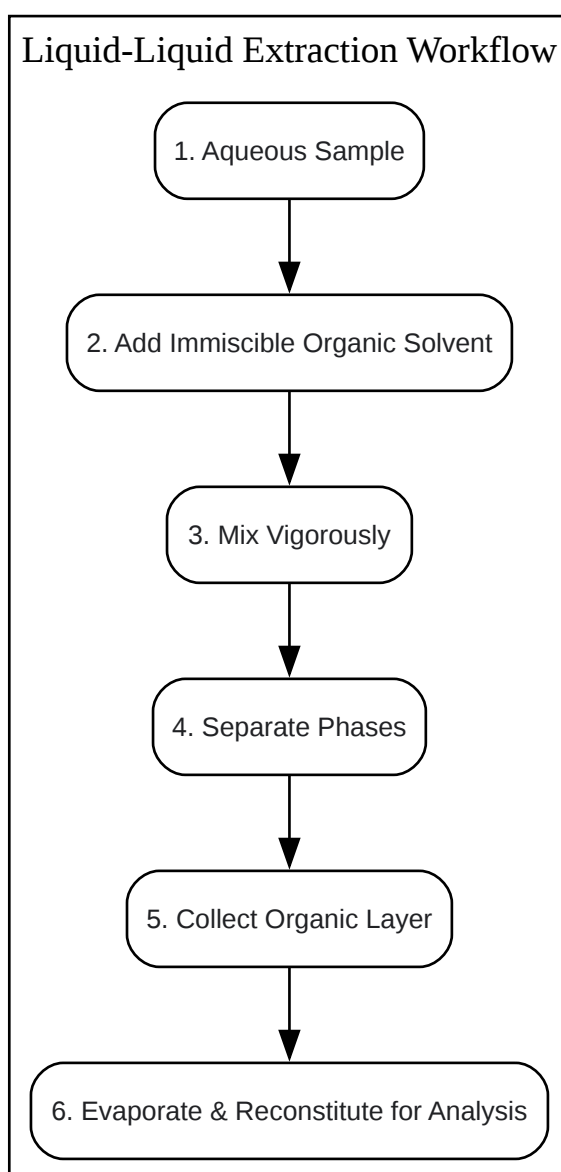 Liquid-Liquid Extraction Workflow
1. Aqueous Sample
2. Add Immiscible Organic Solvent
3. Mix Vigorously
4. Separate Phases
5. Collect Organic Layer
6. Evaporate & Reconstitute for Analysis